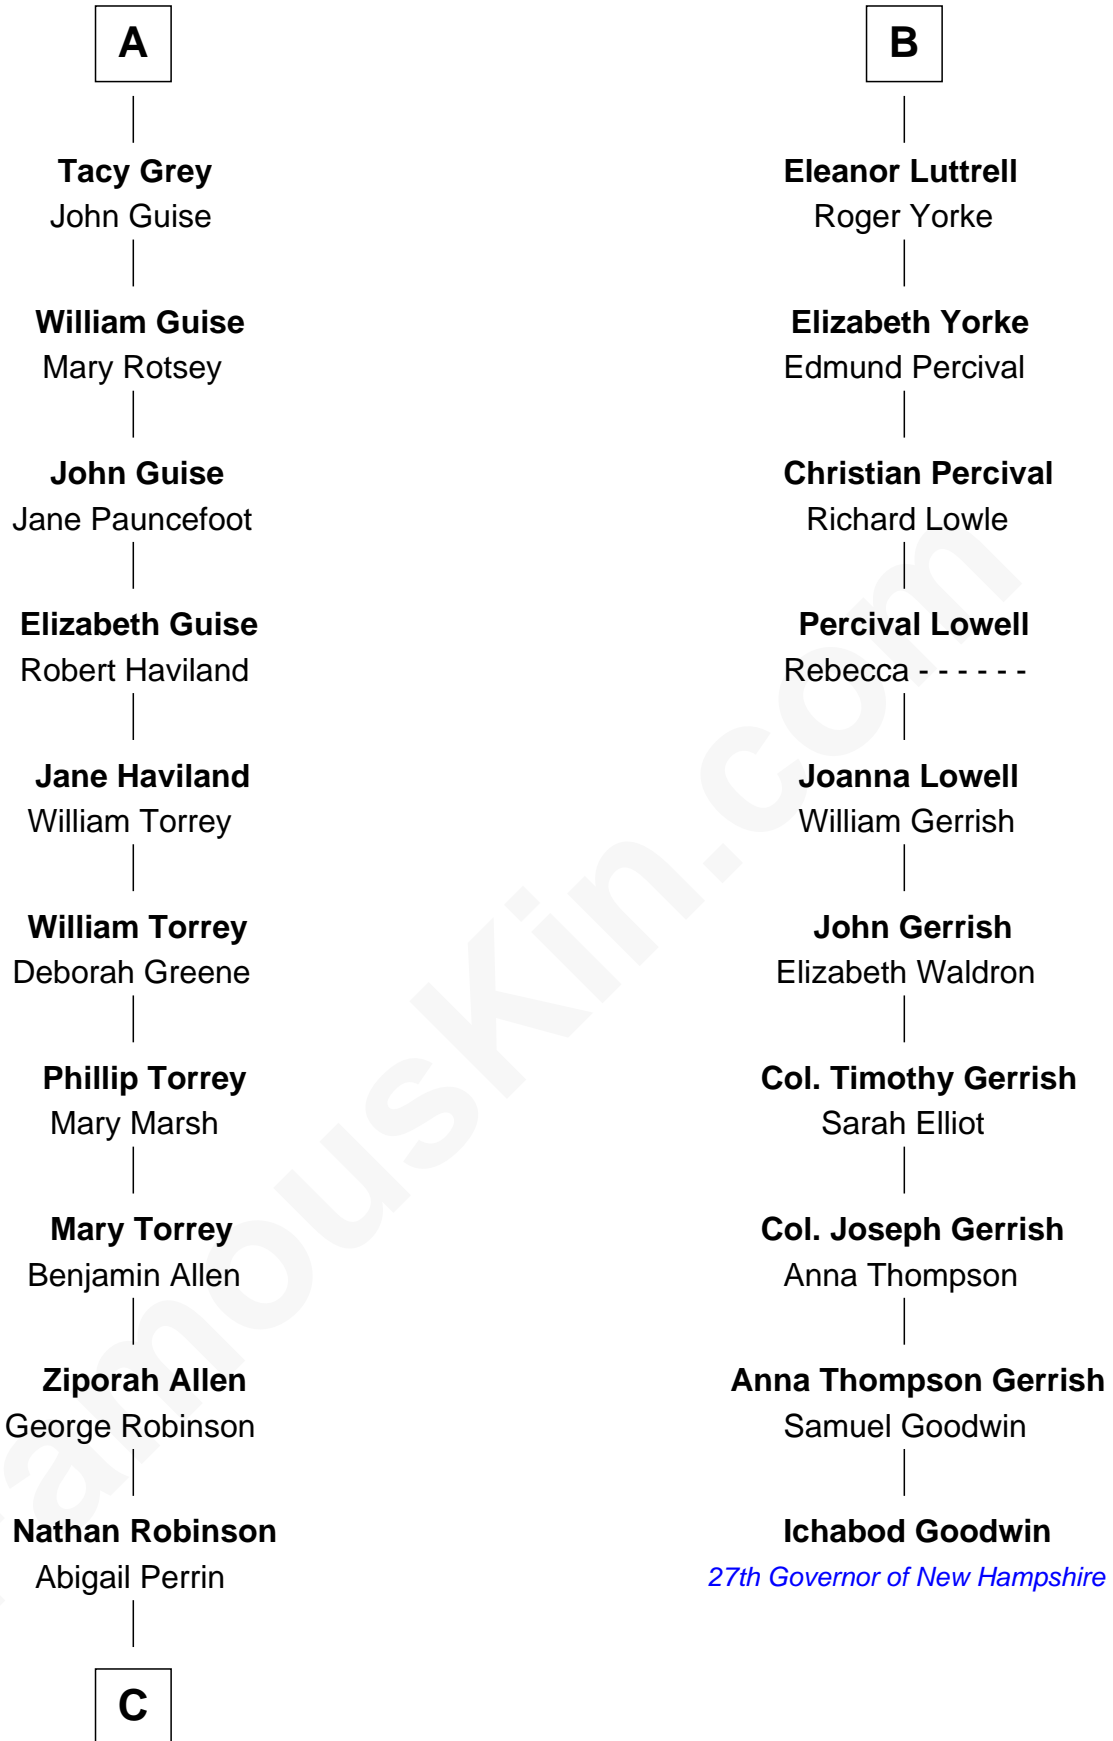 A
Tacy Grey
John Guise
William Guise
Mary Rotsey
John Guise
Jane Pauncefoot
Elizabeth Guise
Robert Haviland
Jane Haviland
William Torrey
William Torrey
Deborah Greene
Phillip Torrey
Mary Marsh
Mary Torrey
Benjamin Allen
Ziporah Allen
George Robinson
Nathan Robinson
Abigail Perrin
C
B
Eleanor Luttrell
Roger Yorke
Elizabeth Yorke
Edmund Percival
Christian Percival
Richard Lowle
Percival Lowell
Rebecca - - - - - -
Joanna Lowell
William Gerrish
John Gerrish
Elizabeth Waldron
Col. Timothy Gerrish
Sarah Elliot
Col. Joseph Gerrish
Anna Thompson
Anna Thompson Gerrish
Samuel Goodwin
Ichabod Goodwin
27th Governor of New Hampshire
FamousKin.com